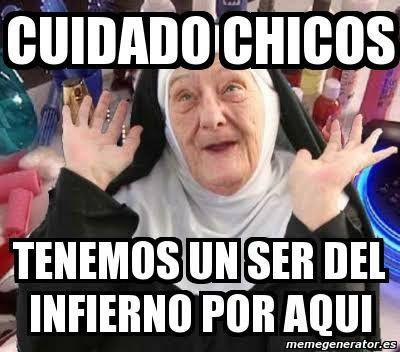 CUIDADO CHICOS
TENEMOS UN SER DEL
INFIERNO POR AQUI
memegenerator.es